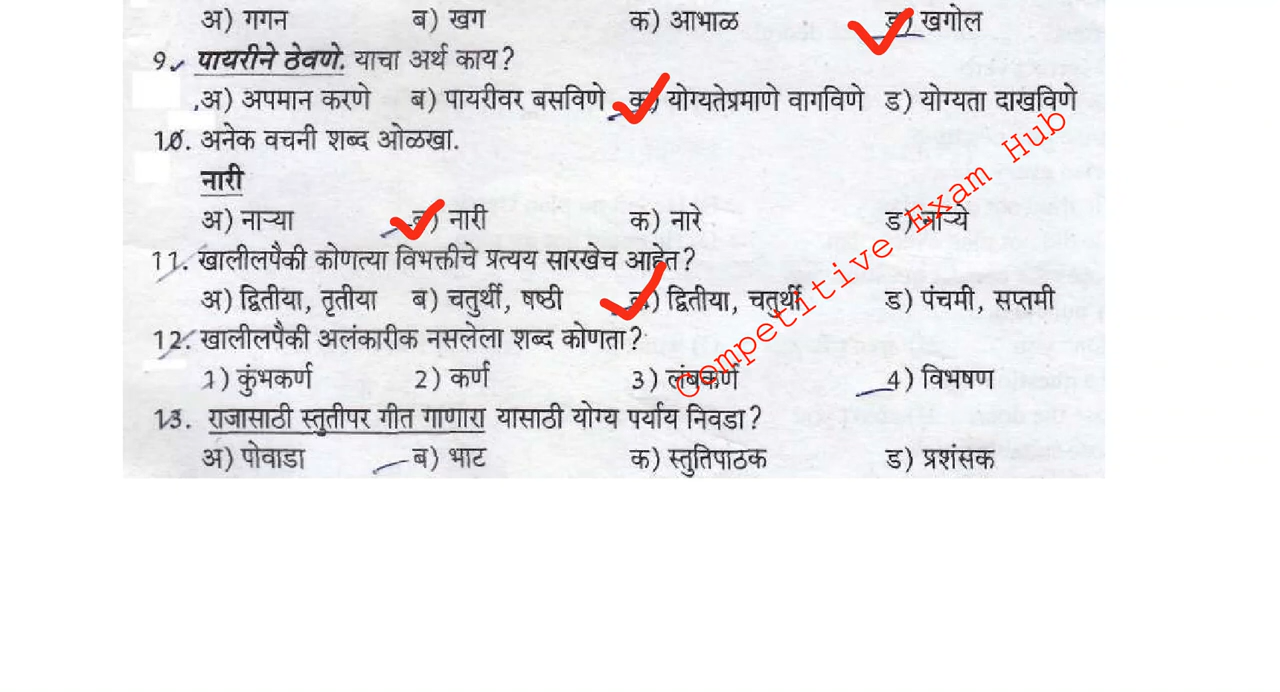 अ) गगन ब) खग क) आभाळ ड) खगोल
9. पायरीने ठेवणे. याचा अर्थ काय?
अ) अपमान करणे ब) पायरीवर बसविणे क) योग्यतेप्रमाणे वागविणे ड) योग्यता दाखविणे
10. अनेक वचनी शब्द ओळखा.
नारी
अ) नाऱ्या ब) नारी क) नारे ड) नाऱ्ये
11. खालीलपैकी कोणत्या विभक्तीचे प्रत्यय सारखेच आहेत?
अ) द्वितीया, तृतीया ब) चतुर्थी, षष्ठी क) द्वितीया, चतुर्थी ड) पंचमी, सप्तमी
12. खालीलपैकी अलंकारीक नसलेला शब्द कोणता?
1) कुंभकर्ण 2) कर्ण 3) लंबकर्ण 4) विभषण
13. राजासाठी स्तुतीपर गीत गाणारा यासाठी योग्य पर्याय निवडा?
अ) पोवाडा ब) भाट क) स्तुतिपाठक ड) प्रशंसक
Competitive Exam Hub